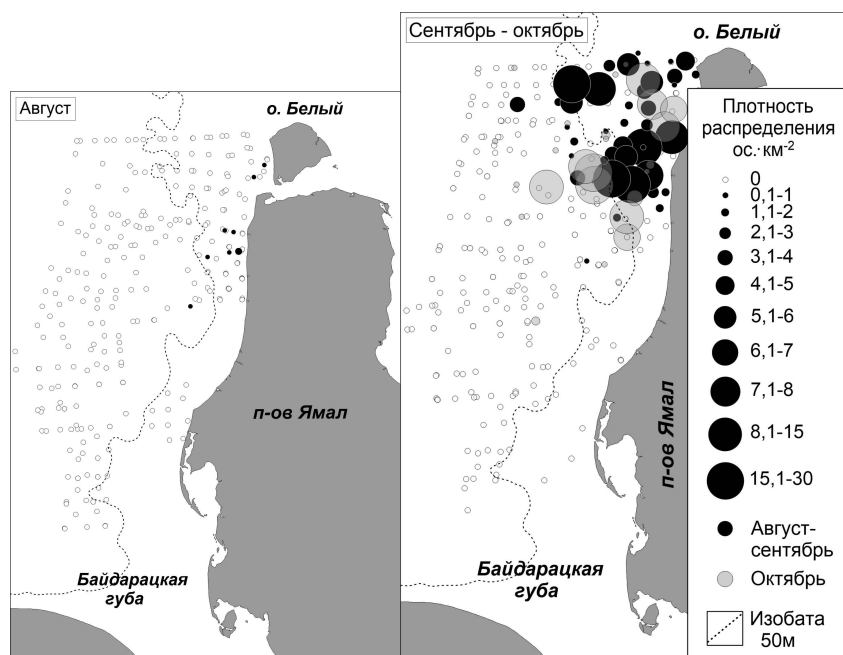 Август
о. Белый
п-ов Ямал
Байдарацкая
губа
Сентябрь - октябрь
о. Белый
п-ов Ямал
Байдарацкая
губа
Плотность
распределения
ос.·км-2
0
0,1-1
1,1-2
2,1-3
3,1-4
4,1-5
5,1-6
6,1-7
7,1-8
8,1-15
15,1-30
Август-
сентябрь
Октябрь
Изобата
50м